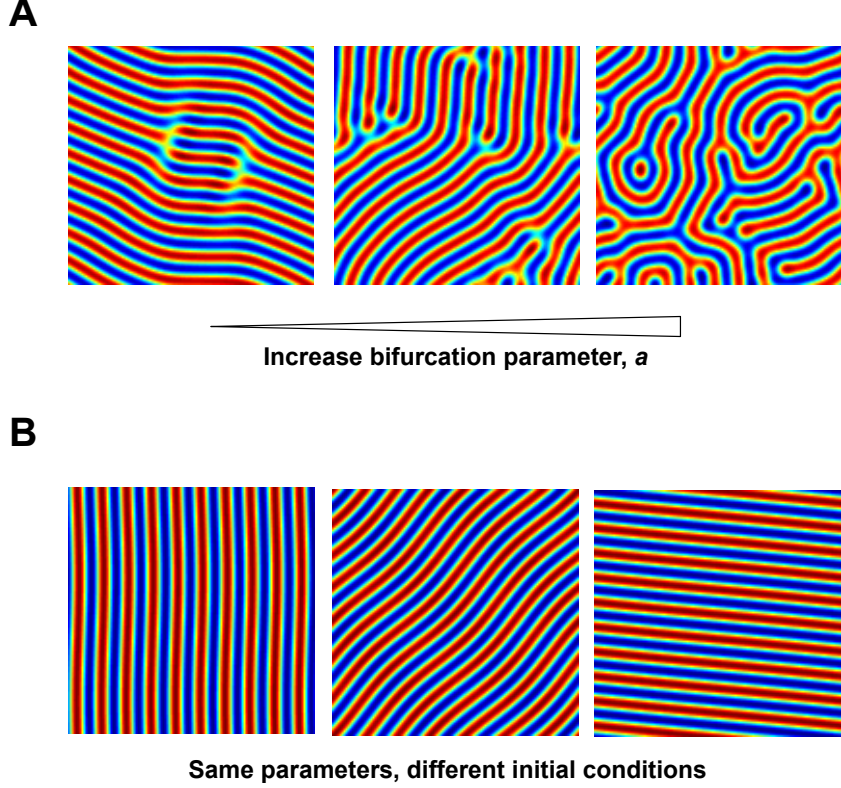 A
Increase bifurcation parameter, a
B
Same parameters, different initial conditions